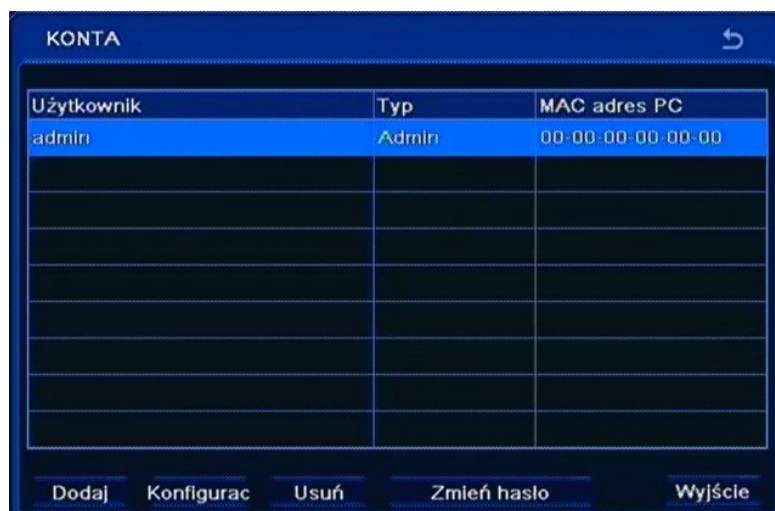 KONTA
Użytkownik Typ MAC adres PC
admin Admin 00-00-00-00-00-00
Dodaj Konfigurac Usuń Zmień hasło Wyjście